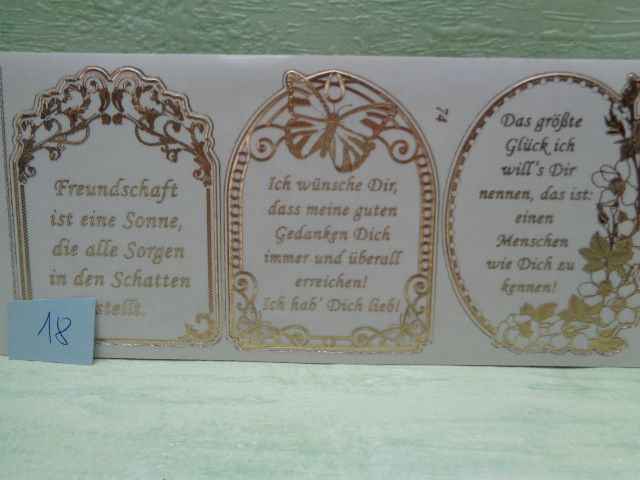 Freundschaft
ist eine Sonne,
die alle Sorgen
in den Schatten
stellt.
Ich wünsche Dir,
dass meine guten
Gedanken Dich
immer und überall
erreichen!
Ich hab' Dich lieb!
74
Das größte
Glück ich
will's Dir
nennen, das ist:
einen
Menschen
wie Dich zu
kennen!
18